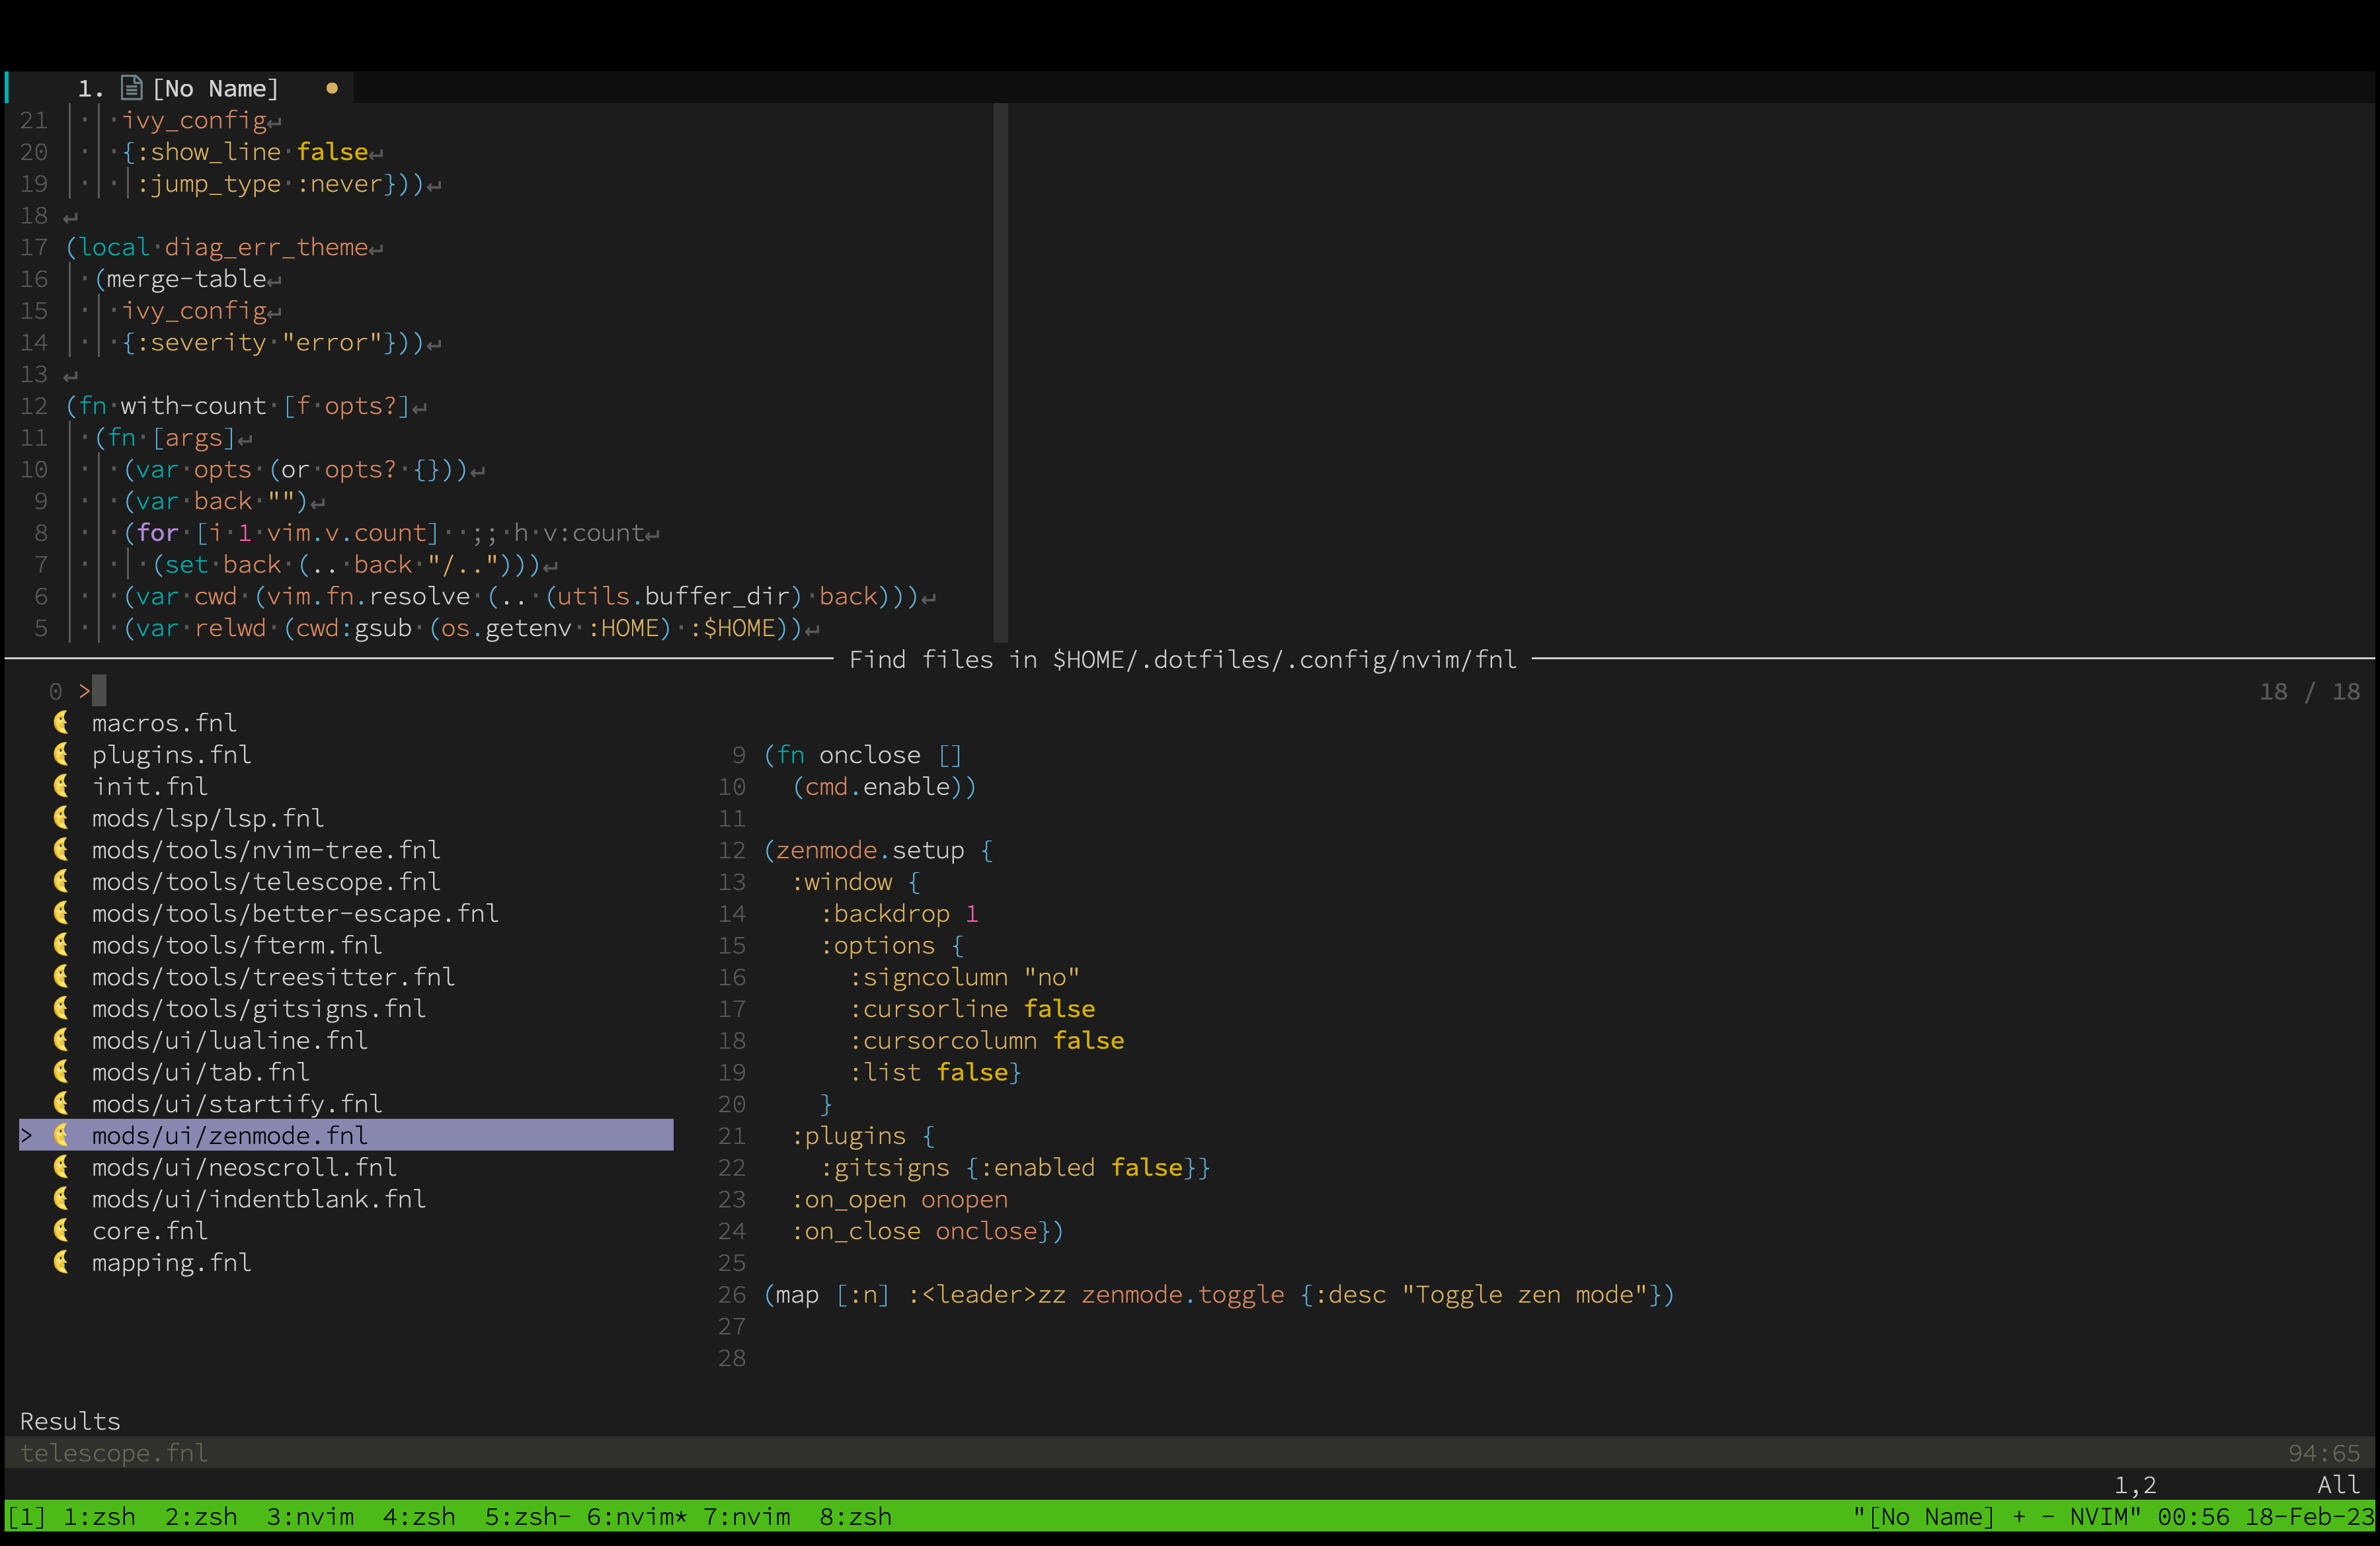 1. [No Name] ●
21 │·│·ivy_config↵
20 │·│·{:show_line·false↵
19 │·│·│:jump_type·:never}))↵
18 ↵
17 (local·diag_err_theme↵
16 │·(merge-table↵
15 │·│·ivy_config↵
14 │·│·{:severity·"error"}))↵
13 ↵
12 (fn·with-count·[f·opts?]↵
11 │·(fn·[args]↵
10 │·│·(var·opts·(or·opts?·{}))↵
9 │·│·(var·back·"")↵
8 │·│·(for·[i·1·vim.v.count]··;;·h·v:count↵
7 │·│·│·(set·back·(..·back·"/..")))↵
6 │·│·(var·cwd·(vim.fn.resolve·(..·(utils.buffer_dir)·back)))↵
5 │·│·(var·relwd·(cwd:gsub·(os.getenv·:HOME)·:$HOME))↵
Find files in $HOME/.dotfiles/.config/nvim/fnl
0 > 18 / 18
macros.fnl
plugins.fnl
init.fnl
mods/lsp/lsp.fnl
mods/tools/nvim-tree.fnl
mods/tools/telescope.fnl
mods/tools/better-escape.fnl
mods/tools/fterm.fnl
mods/tools/treesitter.fnl
mods/tools/gitsigns.fnl
mods/ui/lualine.fnl
mods/ui/tab.fnl
mods/ui/startify.fnl
> mods/ui/zenmode.fnl
mods/ui/neoscroll.fnl
mods/ui/indentblank.fnl
core.fnl
mapping.fnl
9 (fn onclose []
10   (cmd.enable))
11
12 (zenmode.setup {
13   :window {
14     :backdrop 1
15     :options {
16       :signcolumn "no"
17       :cursorline false
18       :cursorcolumn false
19       :list false}
20     }
21   :plugins {
22     :gitsigns {:enabled false}}
23   :on_open onopen
24   :on_close onclose})
25
26 (map [:n] :<leader>zz zenmode.toggle {:desc "Toggle zen mode"})
27
28
Results
telescope.fnl 94:65
1,2 All
[1] 1:zsh  2:zsh  3:nvim  4:zsh  5:zsh- 6:nvim* 7:nvim  8:zsh "[No Name] + - NVIM" 00:56 18-Feb-23